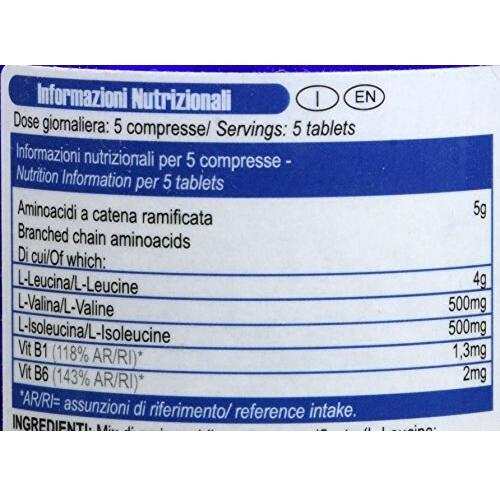 Informazioni Nutrizionali I EN
Dose giornaliera: 5 compresse/ Servings: 5 tablets
Informazioni nutrizionali per 5 compresse -
Nutrition Information per 5 tablets
Aminoacidi a catena ramificata 5g
Branched chain aminoacids
Di cui/Of which:
L-Leucina/L-Leucine 4g
L-Valina/L-Valine 500mg
L-Isoleucina/L-Isoleucine 500mg
Vit B1 (118% AR/RI)* 1,3mg
Vit B6 (143% AR/RI)* 2mg
*AR/RI= assunzioni di riferimento/ reference intake.
INGREDIENTI: